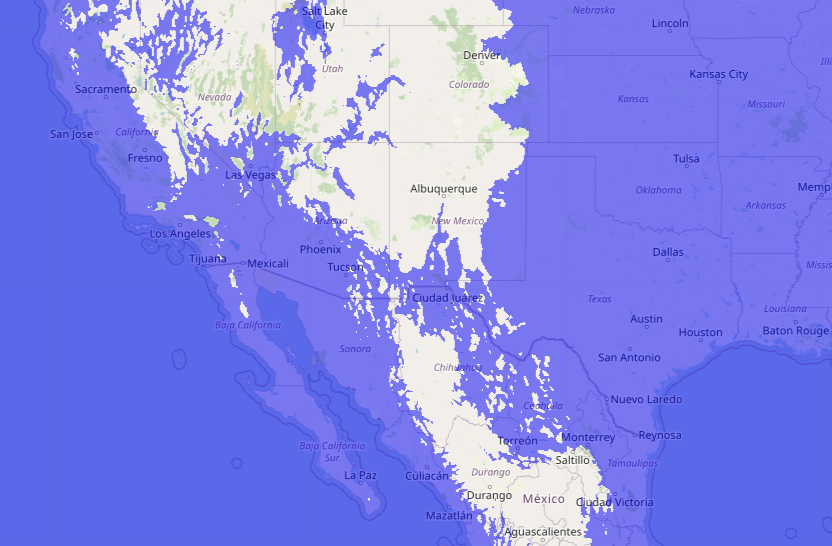 Salt Lake
City
Nebraska
Lincoln
Denver
Utah
Kansas City
Sacramento
Colorado
Nevada
Kansas
Missouri
San Jose
California
Fresno
Tulsa
Las Vegas
Albuquerque
Oklahoma
Arkansas
Arizona
New Mexico
Los Angeles
Phoenix
Dallas
Tijuana
Mexicali
Tucson
Ciudad Juárez
Texas
Louisiana
Baja California
Austin
Houston
Baton Rouge
Sonora
San Antonio
Chihuahua
Nuevo Laredo
Coahuila
Reynosa
Torreón
Monterrey
Baja California
Sur
Saltillo
Tamaulipas
La Paz
Culiacán
Durango
Durango
México
Ciudad Victoria
Mazatlán
Aguascalientes